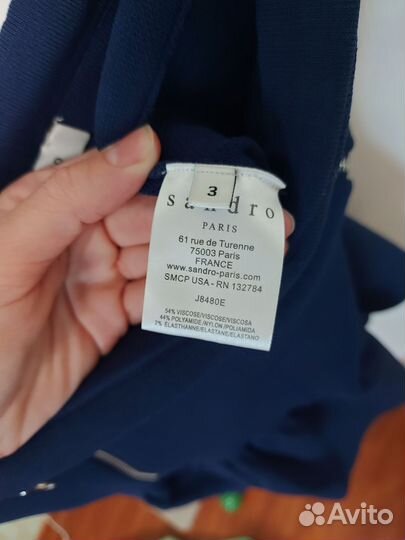 3
sandro
PARIS
61 rue de Turenne
75003 Paris
FRANCE
www.sandro-paris.com
SMCP USA - RN 132784
J8480E
54% VISCOSE/VISCOSE/VISCOSA
44% POLYAMIDE/NYLON/POLIAMIDA
2% ELASTHANNE/ELASTANE/ELASTANO
Avito